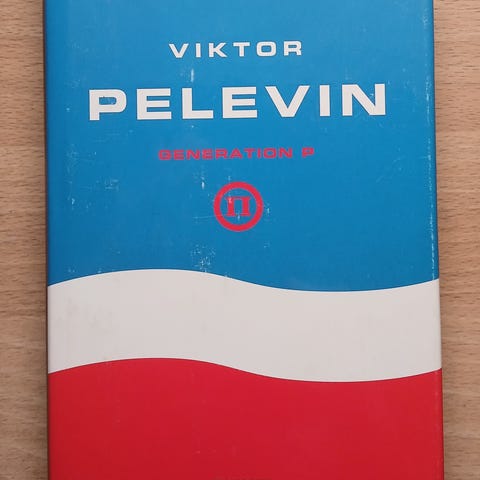 VIKTOR
PELEVIN
GENERATION P
П